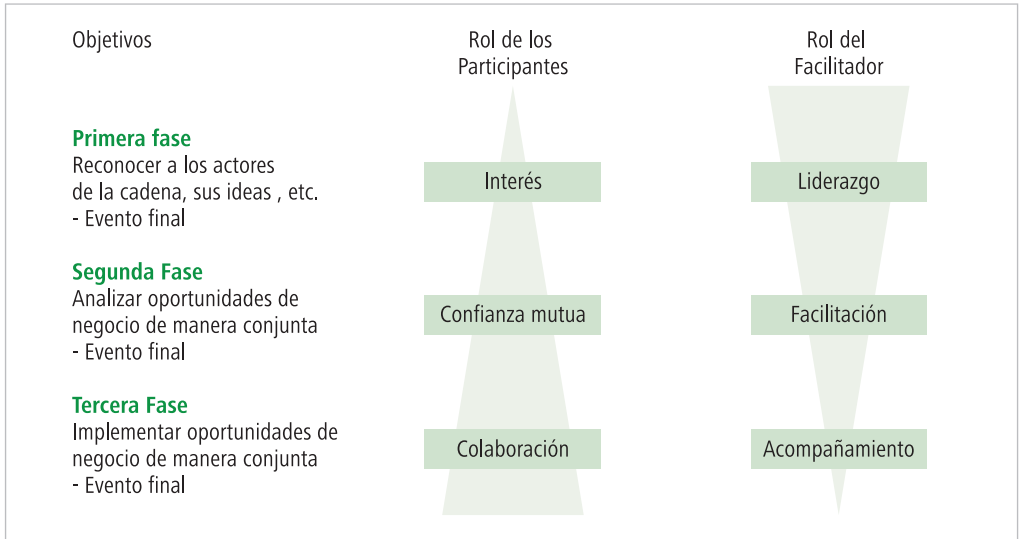 Objetivos
Rol de los
Participantes
Rol del
Facilitador
Primera fase
Reconocer a los actores
de la cadena, sus ideas , etc.
- Evento final
Interés
Liderazgo
Segunda Fase
Analizar oportunidades de
negocio de manera conjunta
- Evento final
Confianza mutua
Facilitación
Tercera Fase
Implementar oportunidades de
negocio de manera conjunta
- Evento final
Colaboración
Acompañamiento